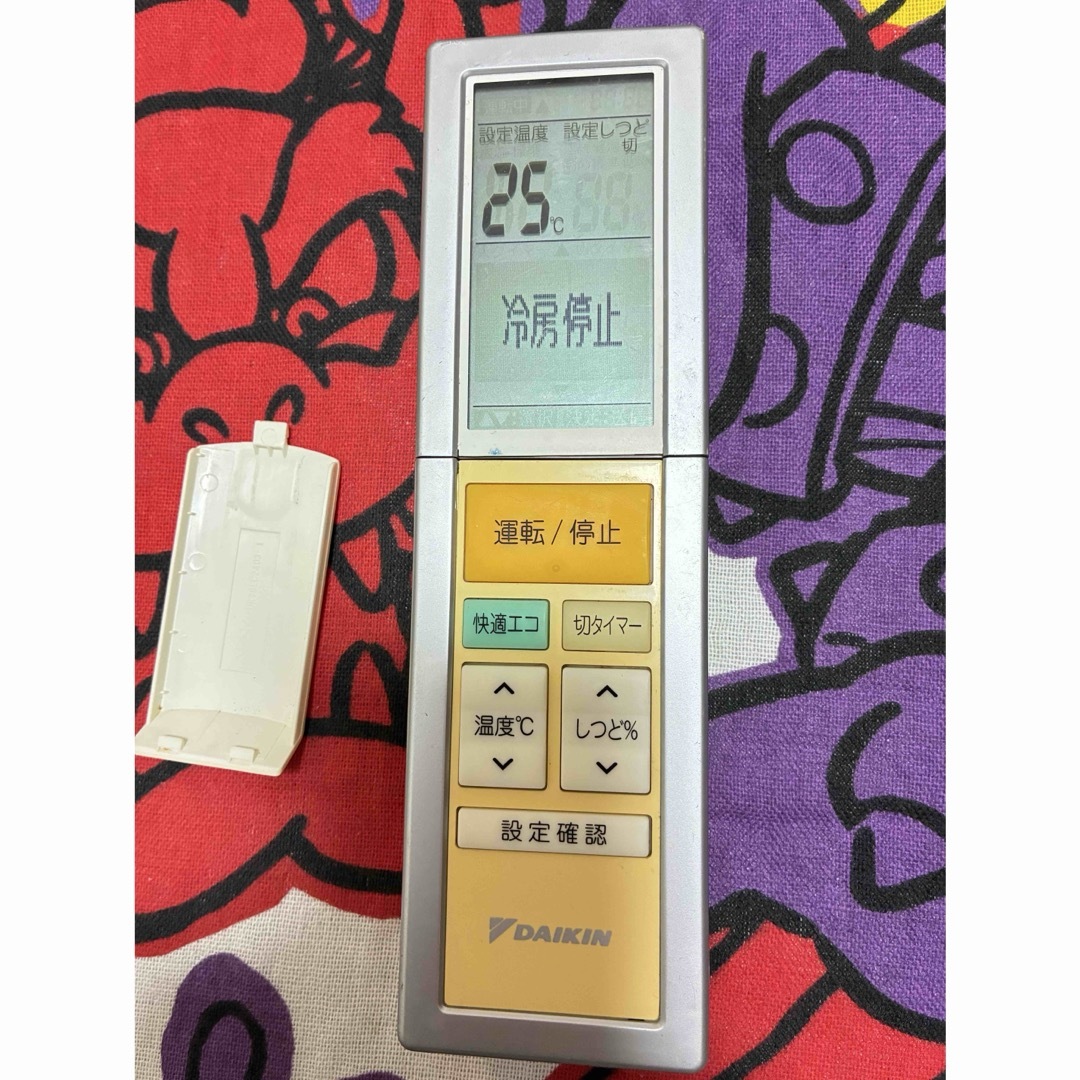 設定温度 設定しつど
切
25℃
冷房停止
運転/停止
快適エコ 切タイマー
温度℃ しつど%
設定確認
DAIKIN